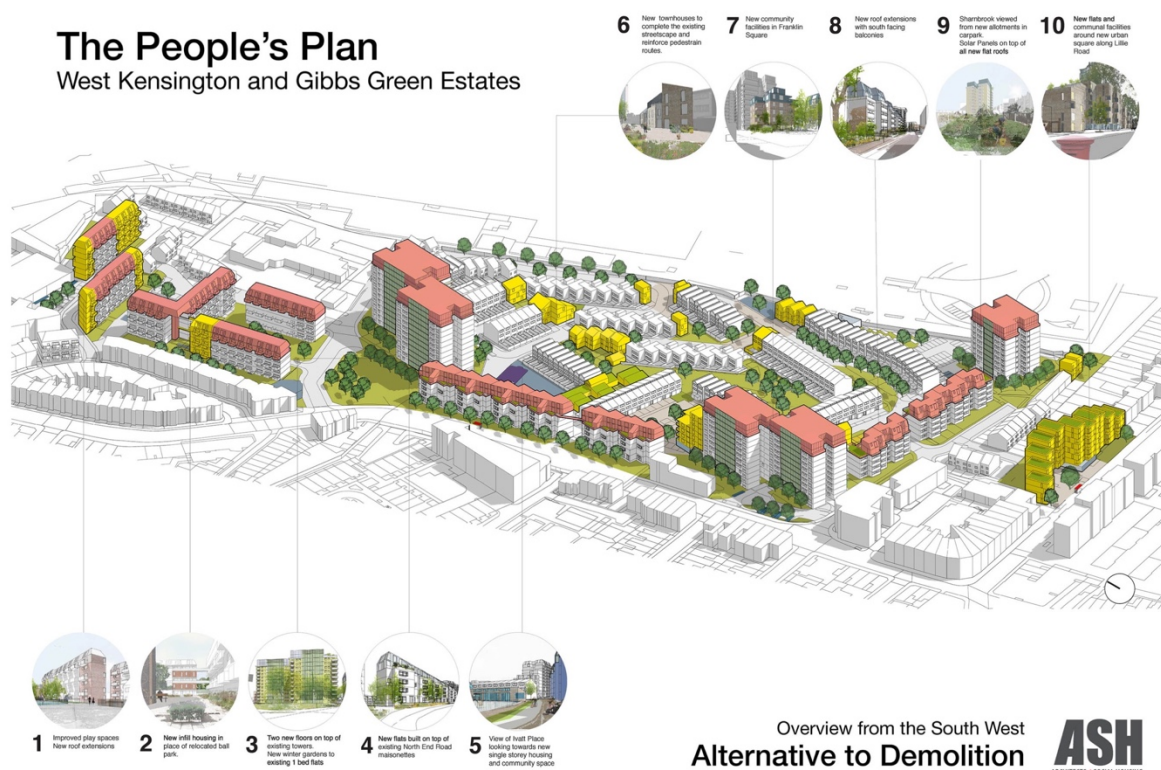 The People's Plan
West Kensington and Gibbs Green Estates
6
New townhouses to
complete the existing
streetscape and
reinforce pedestrain
routes.
7
New community
facilities in Franklin
Square
8
New roof extensions
with south facing
balconies
9
Sharnbrook viewed
from new allotments in
carpark.
Solar Panels on top of
all new flat roofs
10
New flats and
communal facilities
around new urban
square along Lillie
Road
1
Improved play spaces
New roof extensions
2
New infill housing in
place of relocated ball
park.
3
Two new floors on top of
existing towers.
New winter gardens to
existing 1 bed flats
4
New flats built on top of
existing North End Road
maisonettes
5
View of Ivatt Place
looking towards new
single storey housing
and community space
Overview from the South West
Alternative to Demolition
ASH